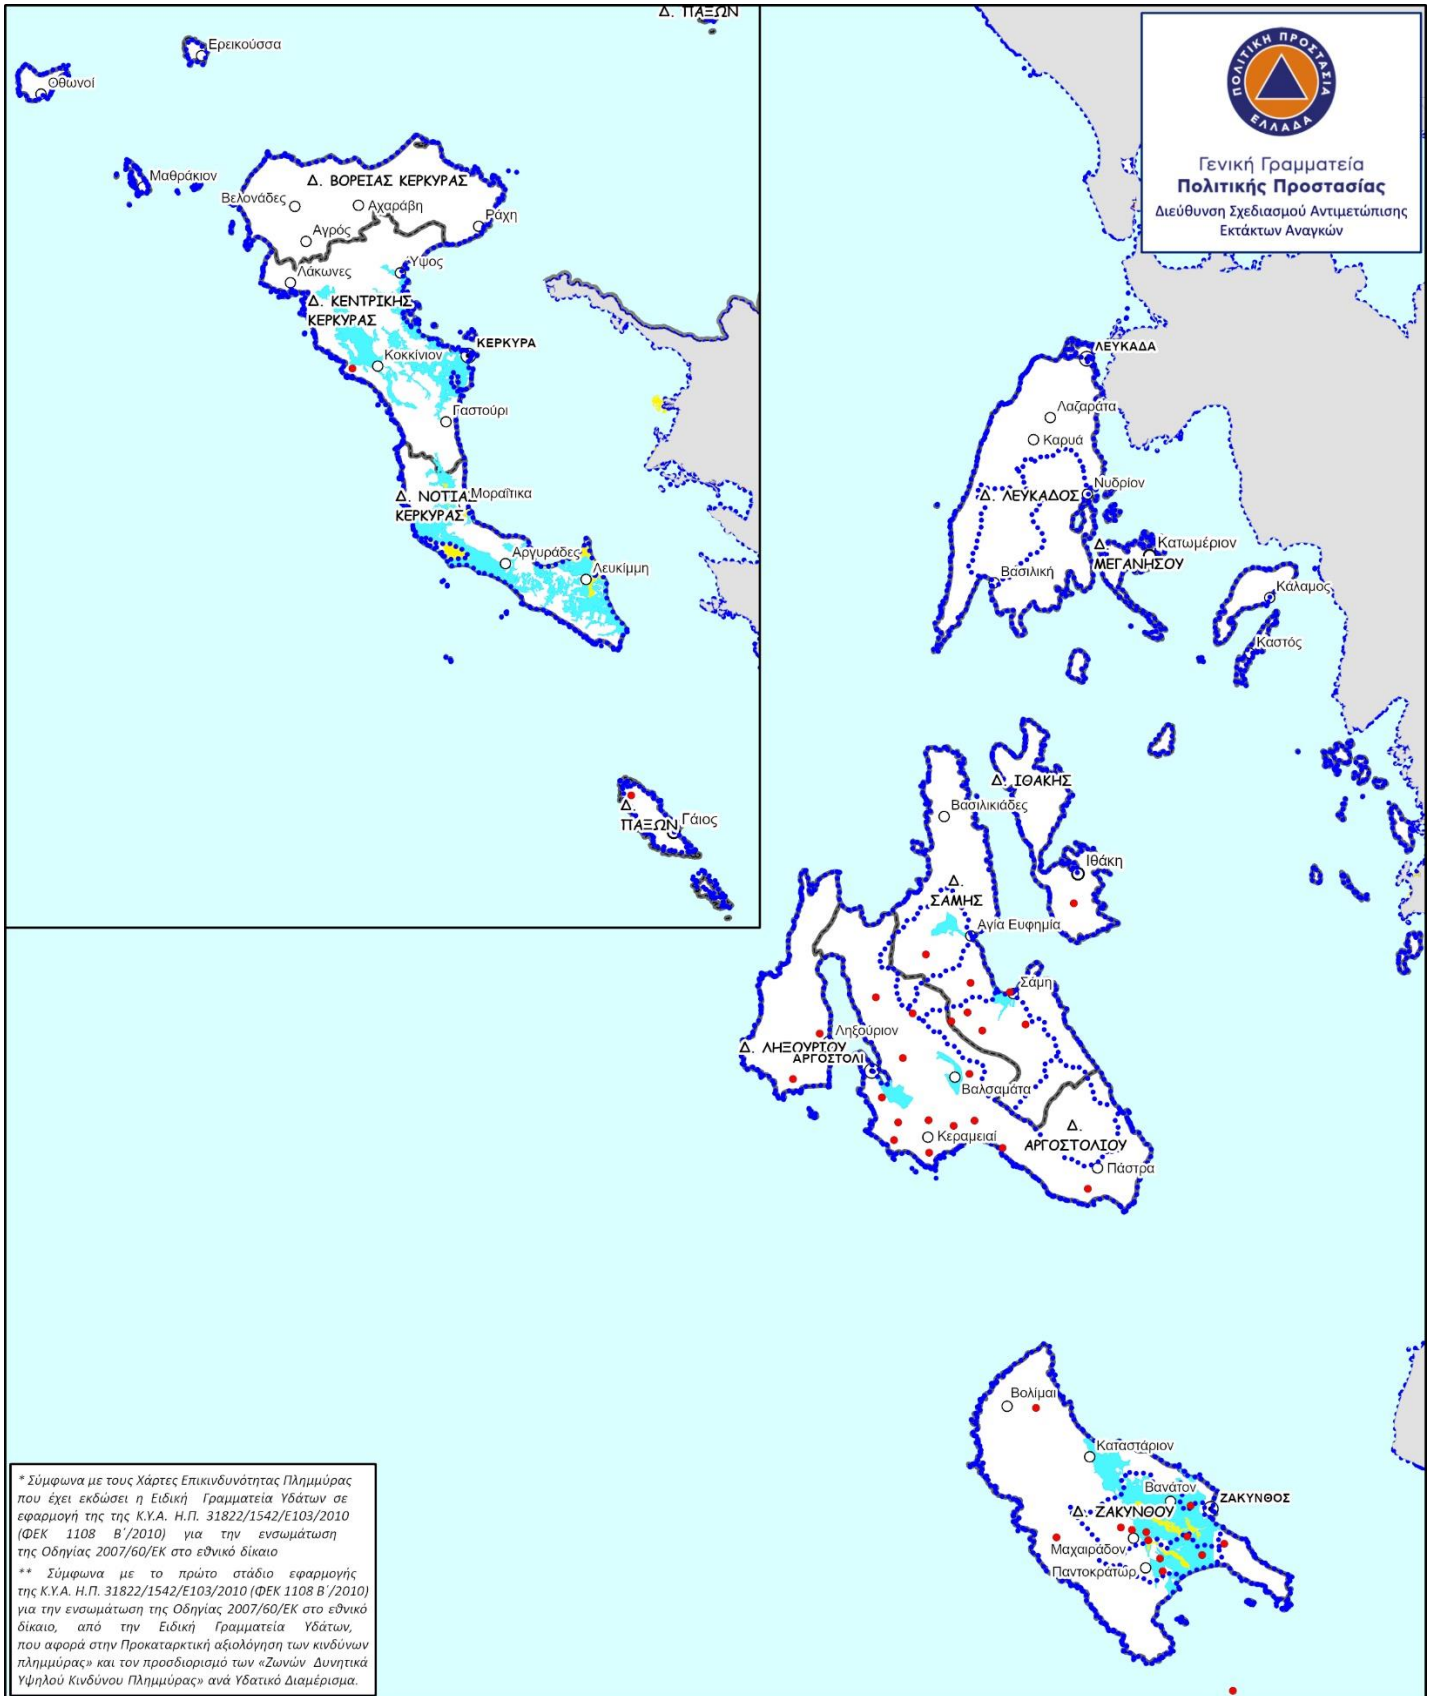 Δ. ΠΑΞΩΝ
Ερεικούσσα
Οθωνοί
Μαθράκιον
Δ. ΒΟΡΕΙΑΣ ΚΕΡΚΥΡΑΣ
Βελονάδες
Αχαράβη
Ράχη
Αγρός
Λάκωνες
Ύψος
Δ. ΚΕΝΤΡΙΚΗΣ
ΚΕΡΚΥΡΑΣ
ΚΕΡΚΥΡΑ
Κοκκίνιον
Γαστούρι
Δ. ΝΟΤΙΑΣ
ΚΕΡΚΥΡΑΣ
Μοραΐτικα
Αργυράδες
Λευκίμμη
Δ.
ΠΑΞΩΝ
Γάιος
ΠΟΛΙΤΙΚΗ ΠΡΟΣΤΑΣΙΑ
ΕΛΛΑΔΑ
Γενική Γραμματεία
Πολιτικής Προστασίας
Διεύθυνση Σχεδιασμού Αντιμετώπισης
Εκτάκτων Αναγκών
ΛΕΥΚΑΔΑ
Λαζαράτα
Καρυά
Δ. ΛΕΥΚΑΔΟΣ
Νυδρίον
Δ.
ΜΕΓΑΝΗΣΟΥ
Κατωμέριον
Βασιλική
Κάλαμος
Καστός
Δ. ΙΘΑΚΗΣ
Βασιλικιάδες
Ιθάκη
Δ.
ΣΑΜΗΣ
Αγία Ευφημία
Σάμη
Ληξούριον
Δ. ΛΗΞΟΥΡΙΟΥ
ΑΡΓΟΣΤΟΛΙ
Βαλσαμάτα
Κεραμειαί
Δ.
ΑΡΓΟΣΤΟΛΙΟΥ
Πάστρα
Βολίμαι
Καταστάριον
Βανάτον
ΖΑΚΥΝΘΟΣ
Δ. ΖΑΚΥΝΘΟΥ
Μαχαιράδον
Παντοκράτωρ
* Σύμφωνα με τους Χάρτες Επικινδυνότητας Πλημμύρας
που έχει εκδώσει η Ειδική Γραμματεία Υδάτων σε
εφαρμογή της της Κ.Υ.Α. Η.Π. 31822/1542/Ε103/2010
(ΦΕΚ 1108 Β΄/2010) για την ενσωμάτωση
της Οδηγίας 2007/60/ΕΚ στο εθνικό δίκαιο
** Σύμφωνα με το πρώτο στάδιο εφαρμογής
της Κ.Υ.Α. Η.Π. 31822/1542/Ε103/2010 (ΦΕΚ 1108 Β΄/2010)
για την ενσωμάτωση της Οδηγίας 2007/60/ΕΚ στο εθνικό
δίκαιο, από την Ειδική Γραμματεία Υδάτων,
που αφορά στην Προκαταρκτική αξιολόγηση των κινδύνων
πλημμύρας» και τον προσδιορισμό των «Ζωνών Δυνητικά
Υψηλού Κινδύνου Πλημμύρας» ανά Υδατικό Διαμέρισμα.